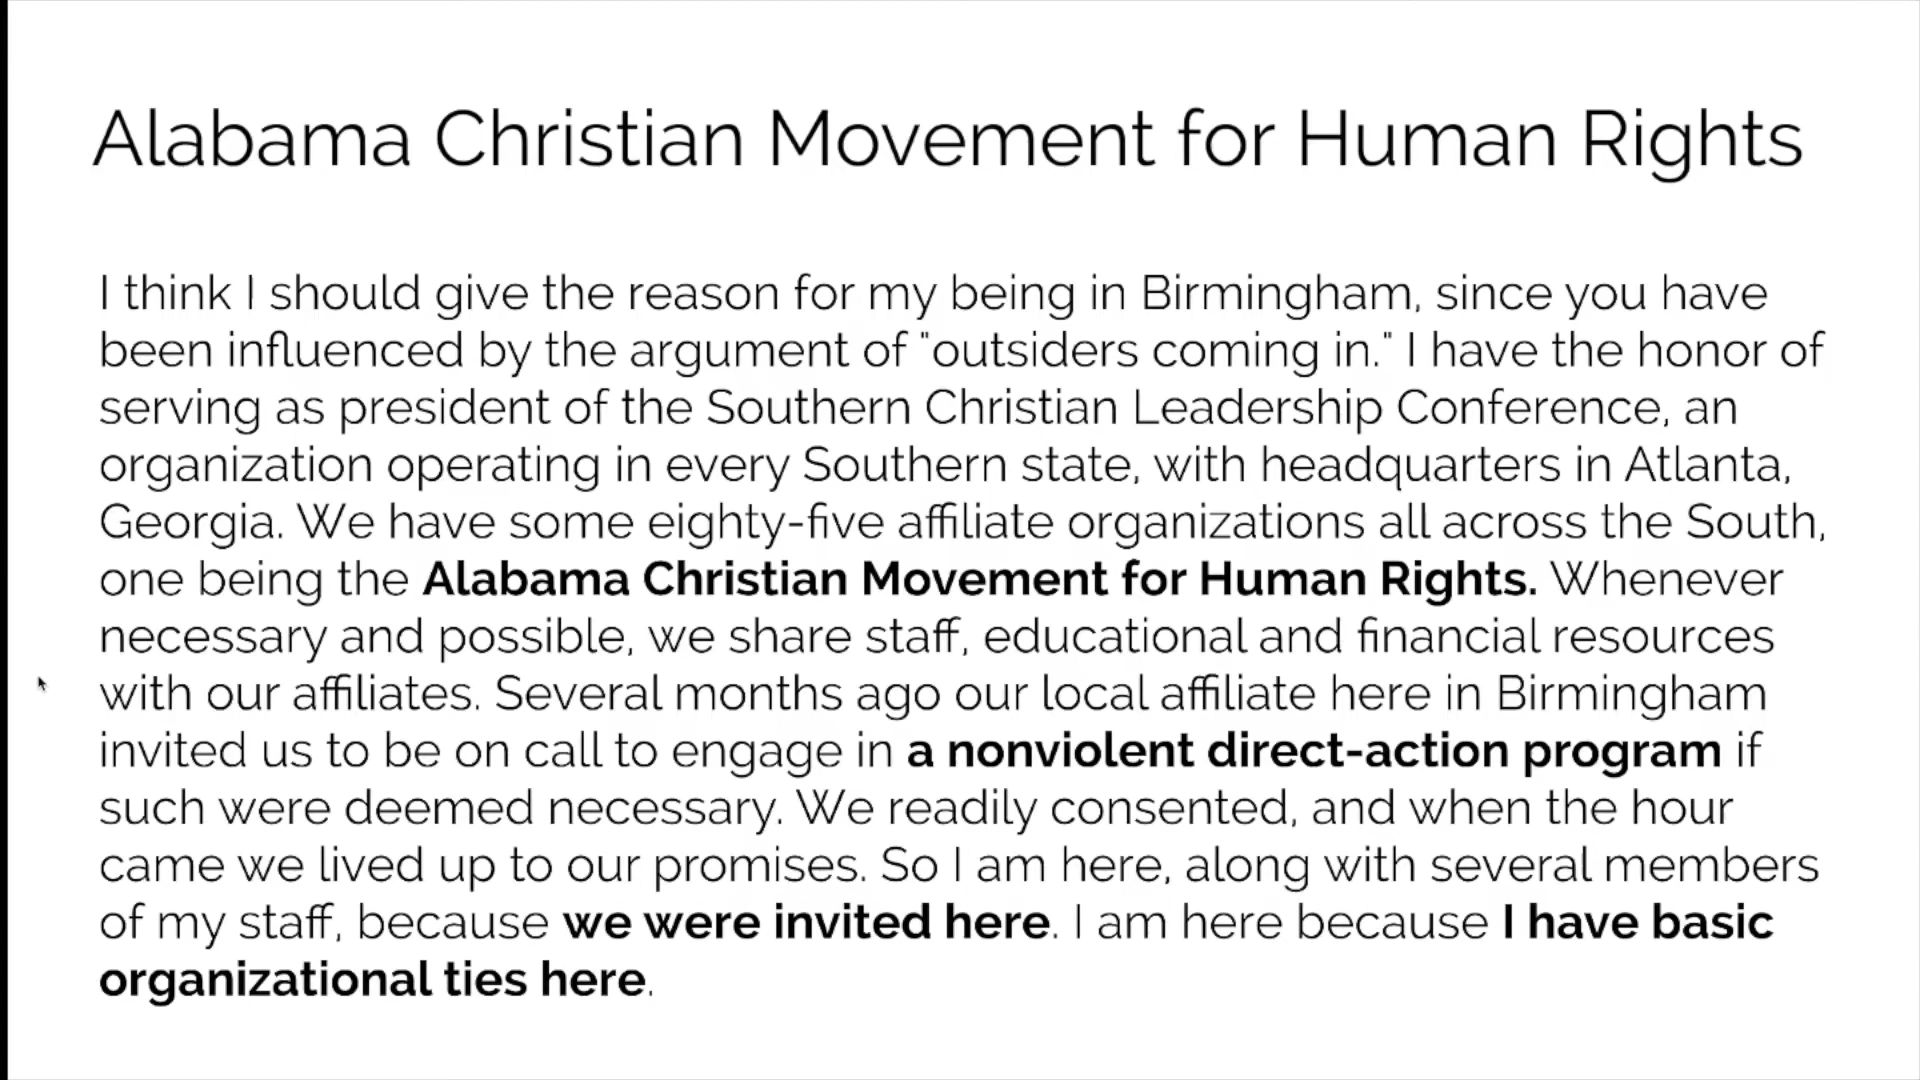 Alabama Christian Movement for Human Rights
I think I should give the reason for my being in Birmingham, since you have
been influenced by the argument of "outsiders coming in." I have the honor of
serving as president of the Southern Christian Leadership Conference, an
organization operating in every Southern state, with headquarters in Atlanta,
Georgia. We have some eighty-five affiliate organizations all across the South,
one being the Alabama Christian Movement for Human Rights. Whenever
necessary and possible, we share staff, educational and financial resources
with our affiliates. Several months ago our local affiliate here in Birmingham
invited us to be on call to engage in a nonviolent direct-action program if
such were deemed necessary. We readily consented, and when the hour
came we lived up to our promises. So I am here, along with several members
of my staff, because we were invited here. I am here because I have basic
organizational ties here.